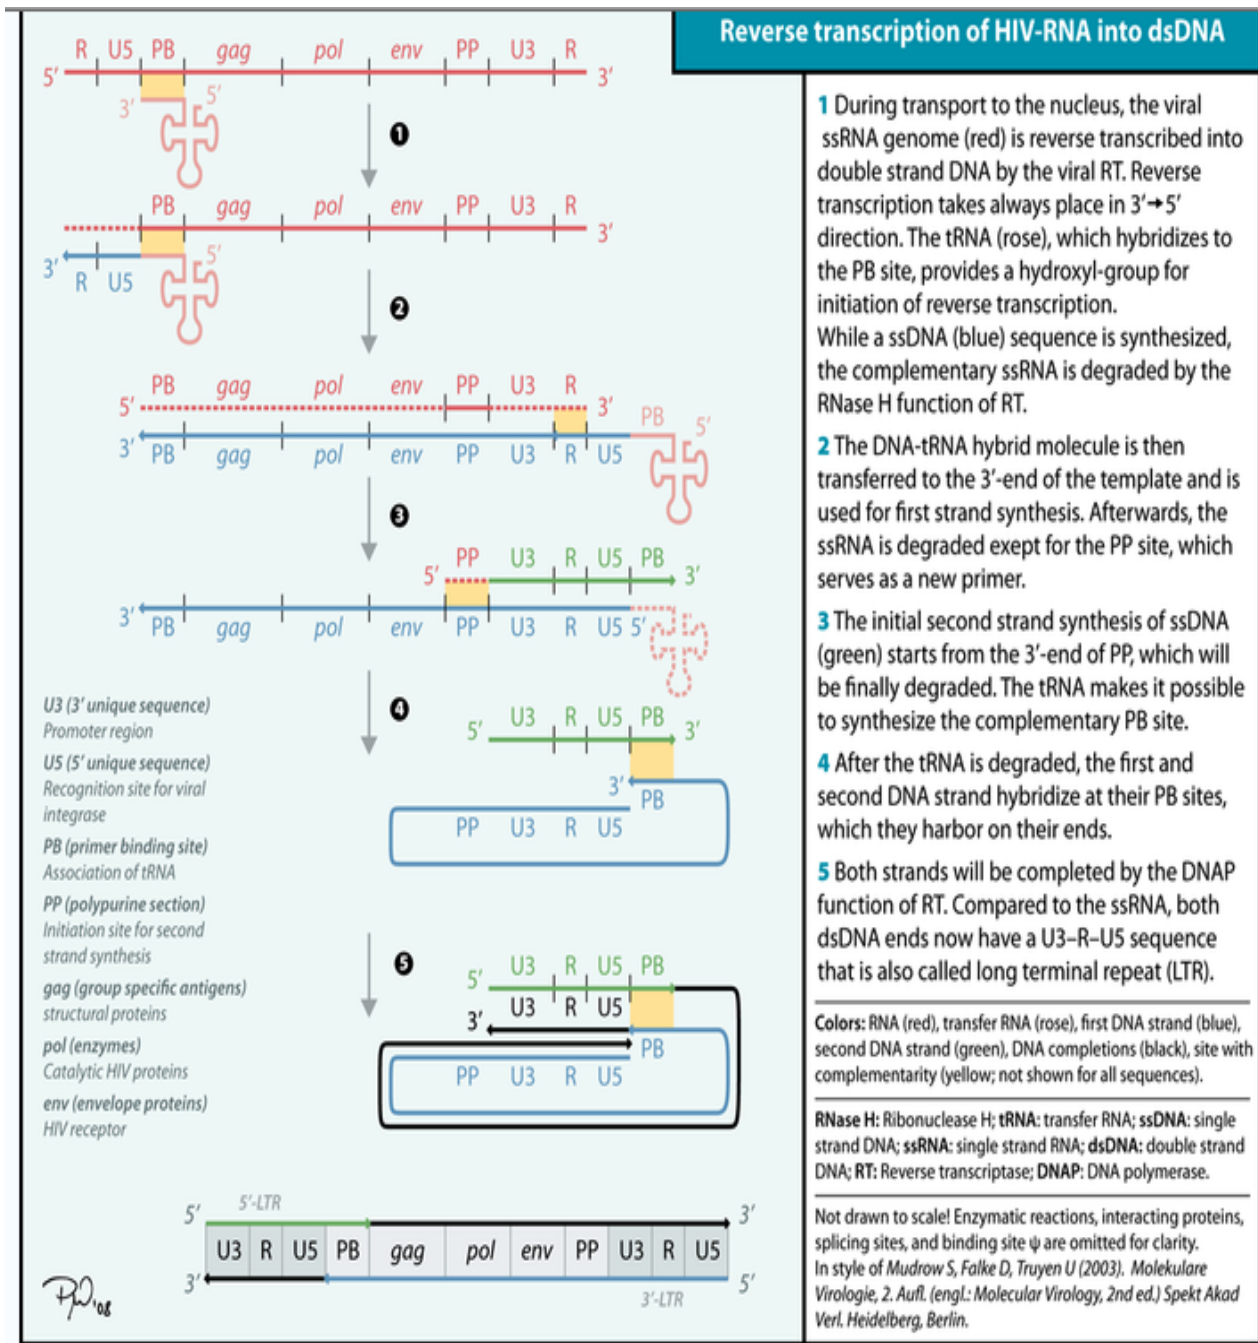 Reverse transcription of HIV-RNA into dsDNA
R U5 PB gag pol env PP U3 R
5′ 3′
3′ 5′
1
PB gag pol env PP U3 R
3′
3′ 5′
R U5
2
PB gag pol env PP U3 R
5′ 3′ PB 5′
3′
PB gag pol env PP U3 R U5
3
PP U3 R U5 PB
5′ 3′
3′ 5′
PB gag pol env PP U3 R U5
4
U3 R U5 PB
5′ 3′
3′ PB
PP U3 R U5
5
U3 R U5 PB
5′
U3 R U5
3′
PB
PP U3 R U5
U3 (3′ unique sequence)
Promoter region
U5 (5′ unique sequence)
Recognition site for viral
integrase
PB (primer binding site)
Association of tRNA
PP (polypurine section)
Initiation site for second
strand synthesis
gag (group specific antigens)
structural proteins
pol (enzymes)
Catalytic HIV proteins
env (envelope proteins)
HIV receptor
5′-LTR
5′ 3′
U3 R U5 PB gag pol env PP U3 R U5
3′ 5′
3′-LTR
'08
1 During transport to the nucleus, the viral
ssRNA genome (red) is reverse transcribed into
double strand DNA by the viral RT. Reverse
transcription takes always place in 3′→5′
direction. The tRNA (rose), which hybridizes to
the PB site, provides a hydroxyl-group for
initiation of reverse transcription.
While a ssDNA (blue) sequence is synthesized,
the complementary ssRNA is degraded by the
RNase H function of RT.
2 The DNA-tRNA hybrid molecule is then
transferred to the 3′-end of the template and is
used for first strand synthesis. Afterwards, the
ssRNA is degraded exept for the PP site, which
serves as a new primer.
3 The initial second strand synthesis of ssDNA
(green) starts from the 3′-end of PP, which will
be finally degraded. The tRNA makes it possible
to synthesize the complementary PB site.
4 After the tRNA is degraded, the first and
second DNA strand hybridize at their PB sites,
which they harbor on their ends.
5 Both strands will be completed by the DNAP
function of RT. Compared to the ssRNA, both
dsDNA ends now have a U3–R–U5 sequence
that is also called long terminal repeat (LTR).
Colors: RNA (red), transfer RNA (rose), first DNA strand (blue),
second DNA strand (green), DNA completions (black), site with
complementarity (yellow; not shown for all sequences).
RNase H: Ribonuclease H; tRNA: transfer RNA; ssDNA: single
strand DNA; ssRNA: single strand RNA; dsDNA: double strand
DNA; RT: Reverse transcriptase; DNAP: DNA polymerase.
Not drawn to scale! Enzymatic reactions, interacting proteins,
splicing sites, and binding site ψ are omitted for clarity.
In style of Mudrow S, Falke D, Truyen U (2003). Molekulare
Virologie, 2. Aufl. (engl.: Molecular Virology, 2nd ed.) Spekt Akad
Verl. Heidelberg, Berlin.